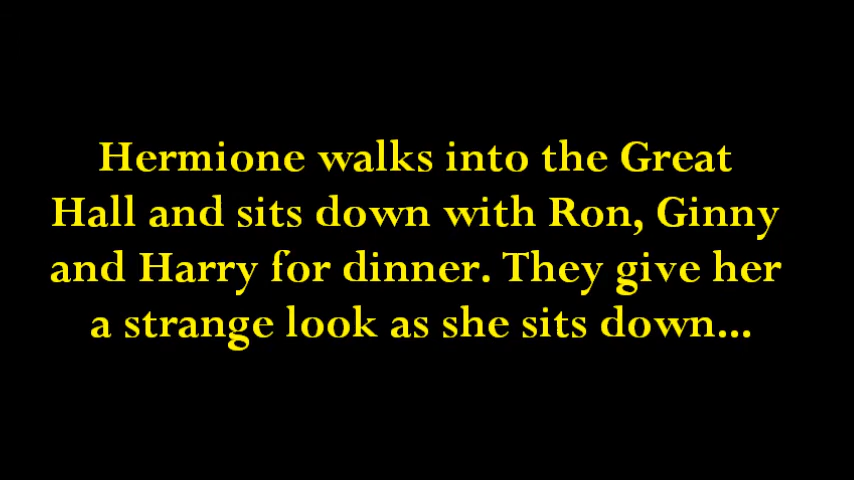 Hermione walks into the Great
Hall and sits down with Ron, Ginny
and Harry for dinner. They give her
a strange look as she sits down...